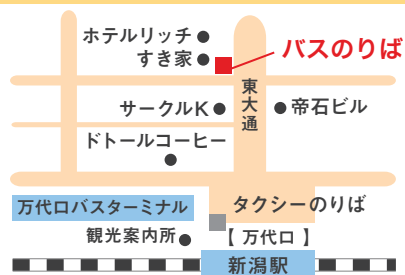 ホテルリッチ
すき家
バスのりば
東大通
サークルK
帝石ビル
ドトールコーヒー
万代口バスターミナル
タクシーのりば
観光案内所
【 万代口 】
新潟駅